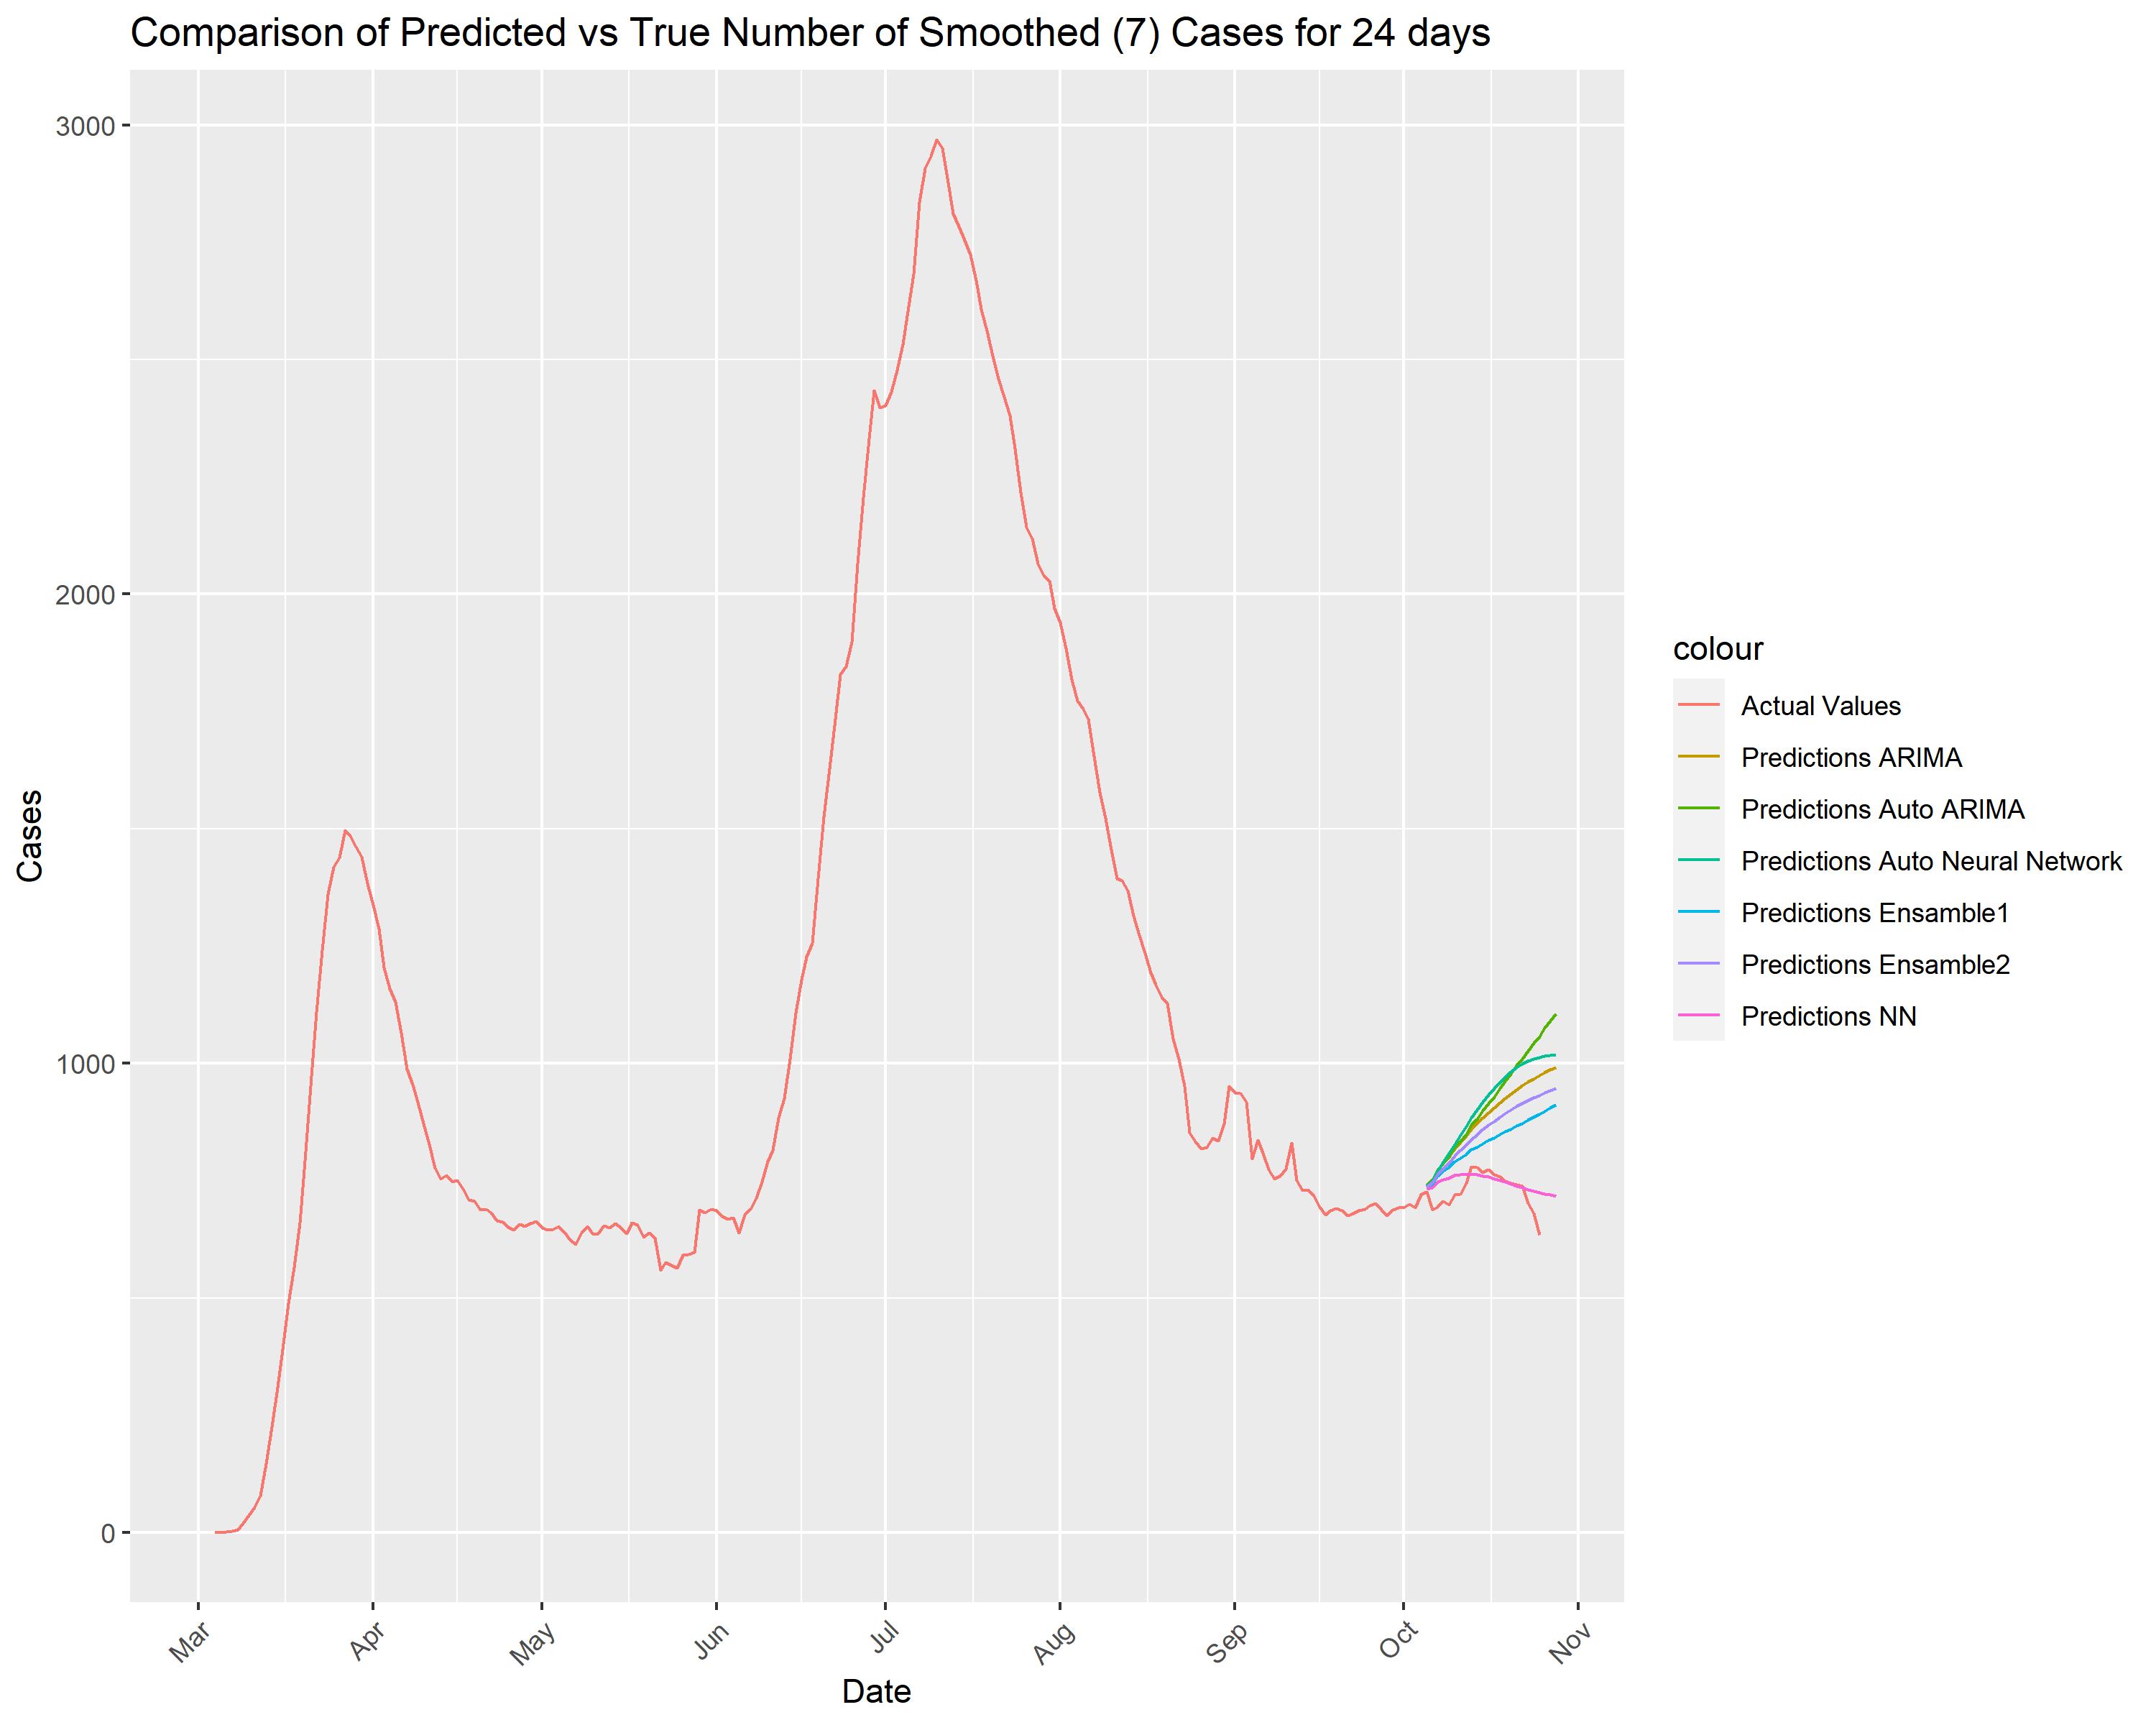 Comparison of Predicted vs True Number of Smoothed (7) Cases for 24 days
3000
2000
1000
0
Cases
Mar
Apr
May
Jun
Jul
Aug
Sep
Oct
Nov
Date
colour
Actual Values
Predictions ARIMA
Predictions Auto ARIMA
Predictions Auto Neural Network
Predictions Ensamble1
Predictions Ensamble2
Predictions NN